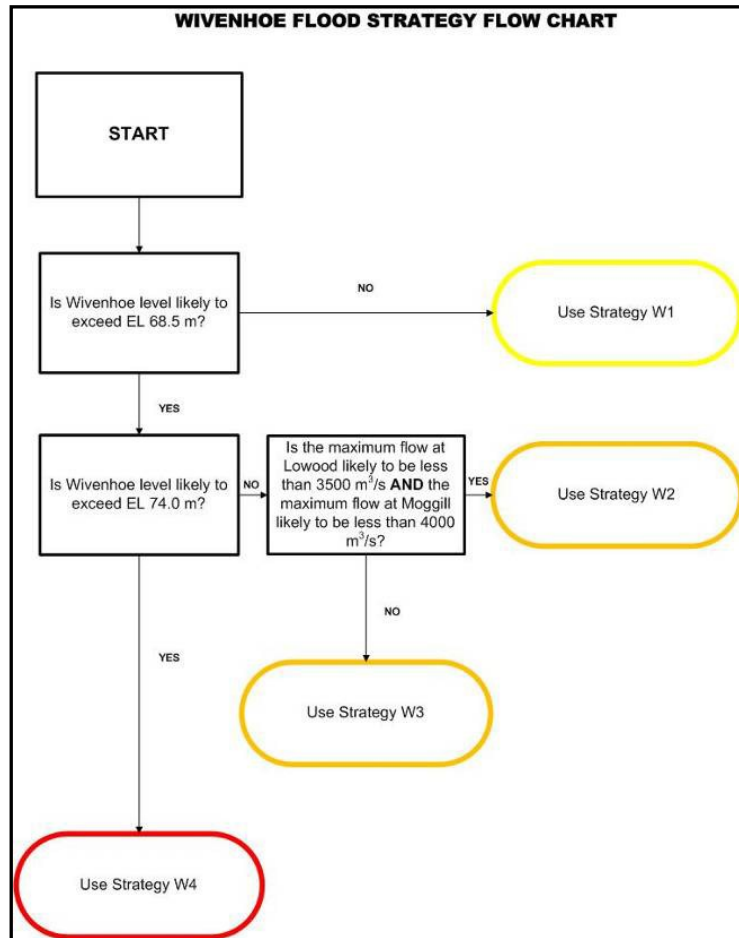 WIVENHOE FLOOD STRATEGY FLOW CHART
START
Is Wivenhoe level likely to
exceed EL 68.5 m?
NO
Use Strategy W1
YES
Is Wivenhoe level likely to
exceed EL 74.0 m?
NO
Is the maximum flow at
Lowood likely to be less
than 3500 m³/s AND the
maximum flow at Moggill
likely to be less than 4000
m³/s?
YES
Use Strategy W2
NO
Use Strategy W3
YES
Use Strategy W4